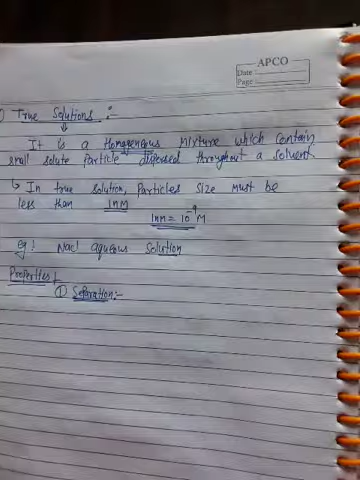 APCO
Date :
Page :
True Solutions :-
It is a Homogeneous mixture which contain
small solute particle dispersed throughout a solvent.
↳ In true solution, Particles size must be
less than 1nM
1nm = 10⁻⁹ M
eg! Nacl aqueous Solution
Properties!
① Separation:-